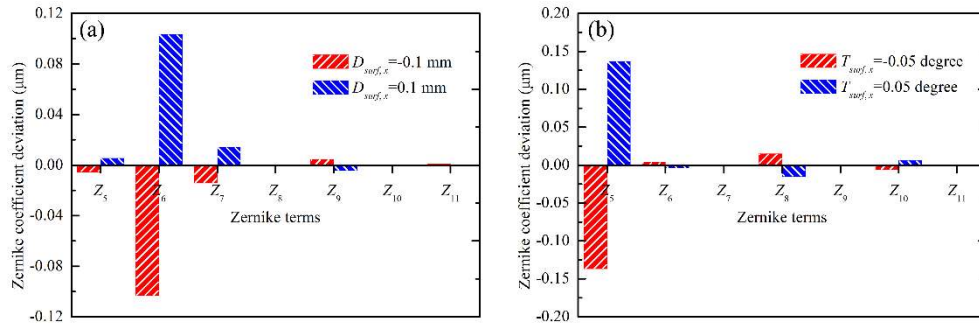 (a)
Zernike coefficient deviation (μm)
0.12
0.08
0.04
0.00
-0.04
-0.08
-0.12
D_surf, x=-0.1 mm
D_surf, x=0.1 mm
Z5 Z6 Z7 Z8 Z9 Z10 Z11
Zernike terms
(b)
Zernike coefficient deviation (μm)
0.20
0.15
0.10
0.05
0.00
-0.05
-0.10
-0.15
-0.20
T_surf, x=-0.05 degree
T_surf, x=0.05 degree
Z5 Z6 Z7 Z8 Z9 Z10 Z11
Zernike terms